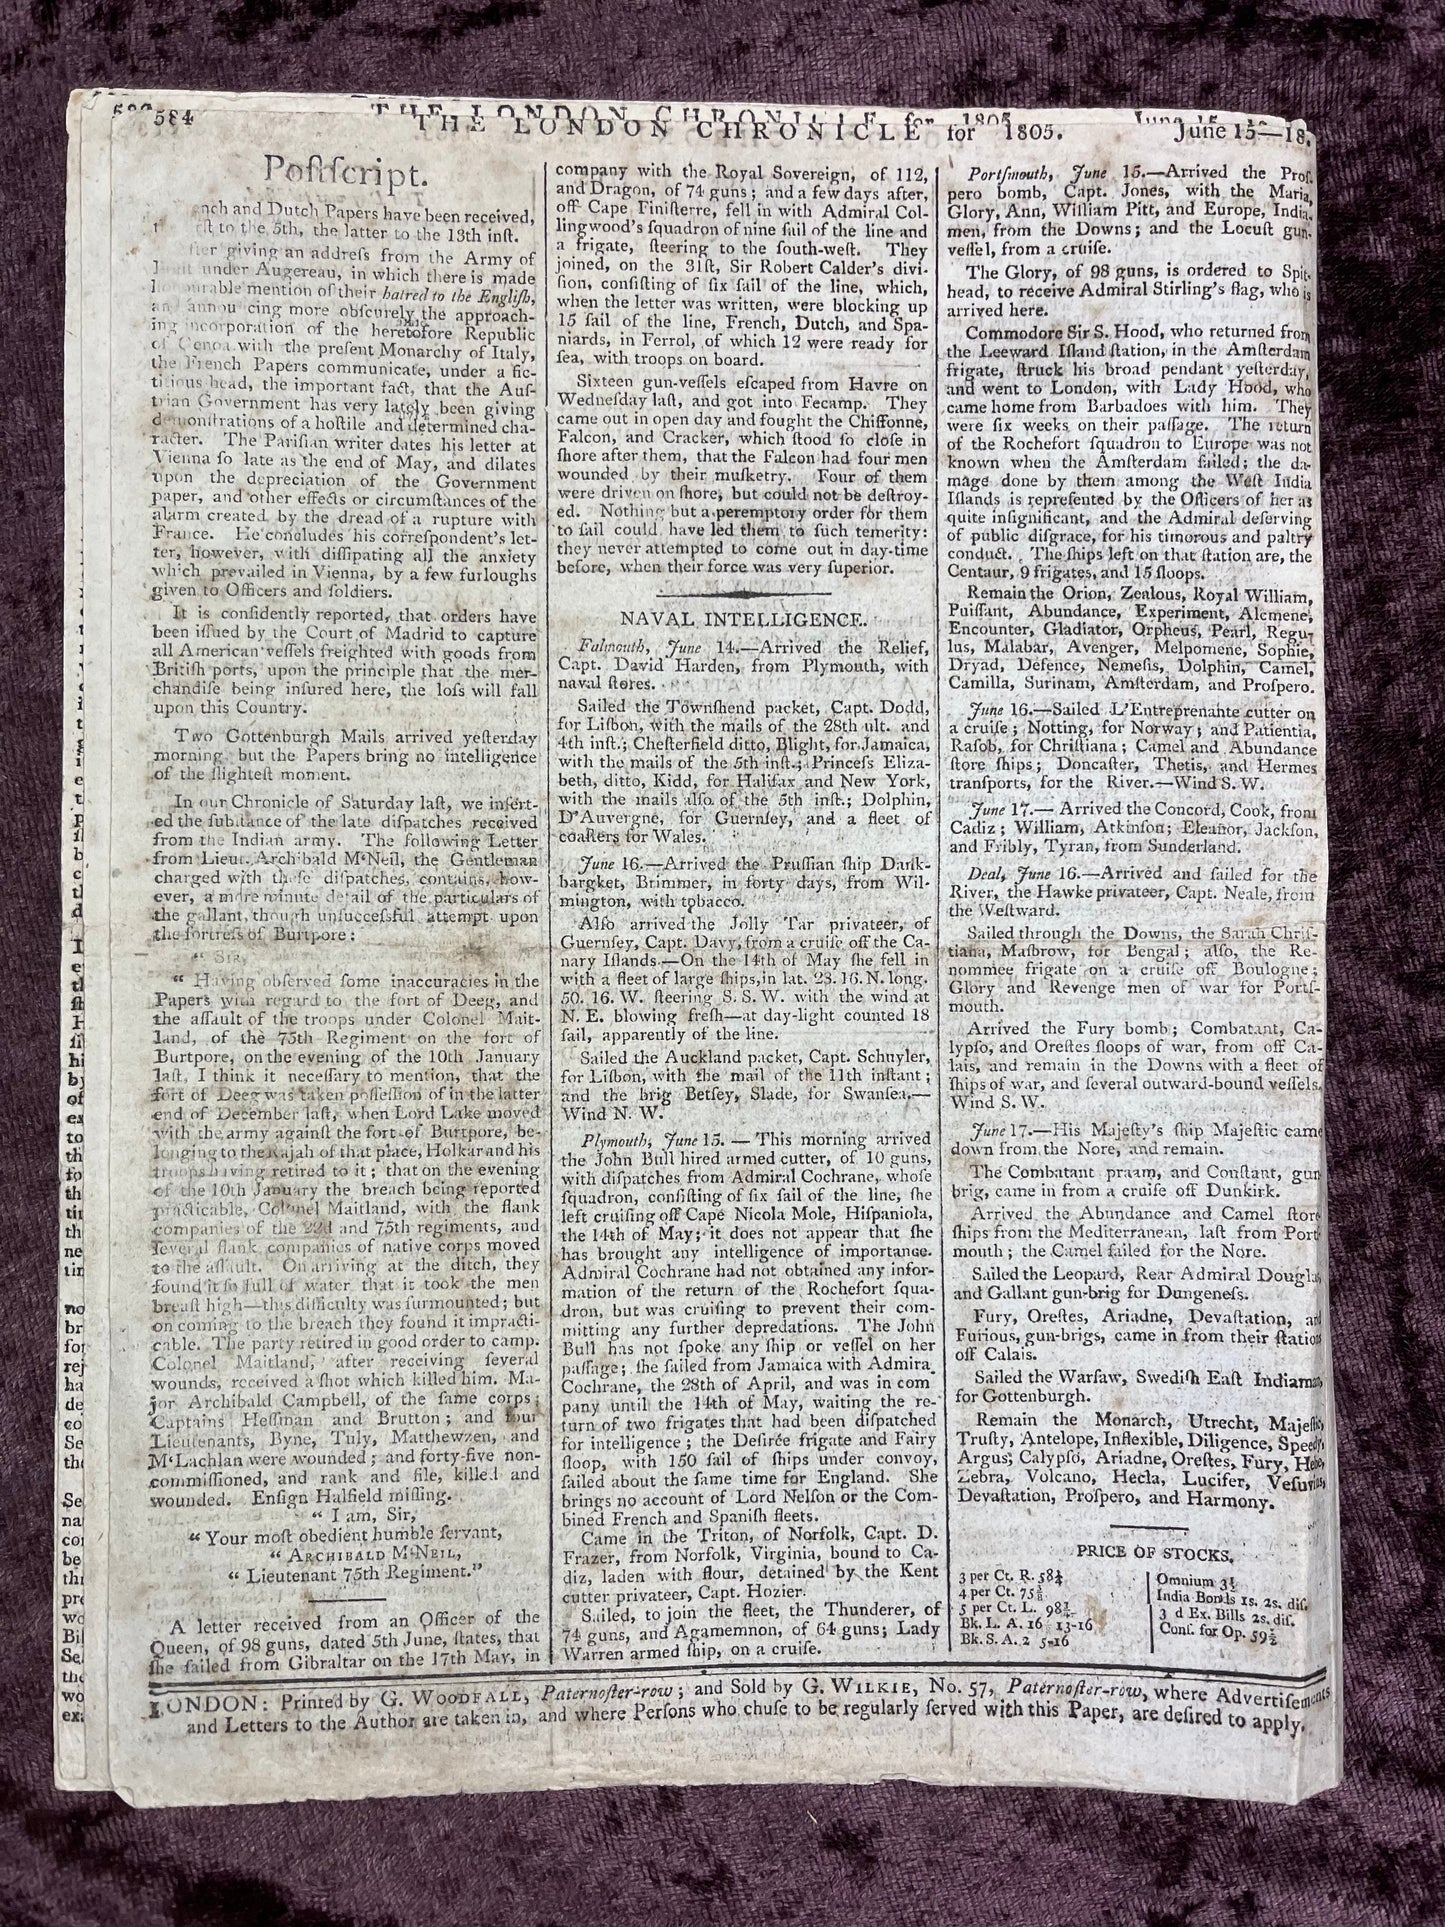 584
THE LONDON CHRONICLE for 1805.
June 15—18.
Poſtſcript.
nch and Dutch Papers have been received,
to the 5th, the latter to the 13th inſt.
giving an addreſs from the Army of
under Augereau, in which there is made
mention of their hatred to the Engliſh,
cing more obſcurely the approach-
ing incorporation of the heretofore Republic
of Genoa with the preſent Monarchy of Italy,
the French Papers communicate, under a fic-
titious head, the important fact, that the Auſ-
trian Government has very lately been giving
demonſtrations of a hoſtile and determined cha-
racter. The Pariſian writer dates his letter at
Vienna ſo late as the end of May, and dilates
upon the depreciation of the Government
paper, and other effects or circumſtances of the
alarm created by the dread of a rupture with
France. He concludes his correſpondent's let-
ter, however, with diſſipating all the anxiety
which prevailed in Vienna, by a few furloughs
given to Officers and ſoldiers.
It is confidently reported, that orders have
been iſſued by the Court of Madrid to capture
all American veſſels freighted with goods from
Britiſh ports, upon the principle that the mer-
chandiſe being inſured here, the loſs will fall
upon this Country.
Two Gottenburgh Mails arrived yeſterday
morning but the Papers bring no intelligence
of the ſlighteſt moment.
In our Chronicle of Saturday laſt, we inſert-
ed the ſubſtance of the late diſpatches received
from the Indian army. The following Letter
from Lieut. Archibald M'Neil, the Gentleman
charged with theſe diſpatches, contains, how-
ever, a more minute detail of the particulars of
the gallant, though unſucceſsful attempt upon
the fortreſs of Burtpore:
" Sir,
" Having obſerved ſome inaccuracies in the
Papers with regard to the fort of Deeg, and
the aſſault of the troops under Colonel Mait-
land, of the 75th Regiment on the fort of
Burtpore, on the evening of the 10th January
laſt, I think it neceſſary to mention, that the
fort of Deeg was taken poſſeſſion of in the latter
end of December laſt, when Lord Lake moved
with the army againſt the fort of Burtpore, be-
longing to the Rajah of that place, Holkar and his
troops having retired to it; that on the evening
of the 10th January the breach being reported
practicable, Colonel Maitland, with the flank
companies of the 22d and 75th regiments, and
ſeveral flank companies of native corps moved
to the aſſault. On arriving at the ditch, they
found it ſo full of water that it took the men
breaſt high—this difficulty was ſurmounted; but
on coming to the breach they found it impracti-
cable. The party retired in good order to camp.
Colonel Maitland, after receiving ſeveral
wounds, received a ſhot which killed him. Ma-
jor Archibald Campbell, of the ſame corps;
Captains Heſſman and Brutton; and four
Lieutenants, Byne, Tuly, Matthewzen, and
M'Lachlan were wounded; and forty-five non-
commiſſioned, and rank and file, killed and
wounded. Enſign Halfield miſſing.
" I am, Sir,
" Your moſt obedient humble ſervant,
" ARCHIBALD M'NEIL,
" Lieutenant 75th Regiment."
A letter received from an Officer of the
Queen, of 98 guns, dated 5th June, ſtates, that
ſhe ſailed from Gibraltar on the 17th May, in
company with the Royal Sovereign, of 112,
and Dragon, of 74 guns; and a few days after,
off Cape Finiſterre, fell in with Admiral Col-
lingwood's ſquadron of nine ſail of the line and
a frigate, ſteering to the ſouth-weſt. They
joined, on the 31ſt, Sir Robert Calder's divi-
ſion, conſiſting of ſix ſail of the line, which,
when the letter was written, were blocking up
15 ſail of the line, French, Dutch, and Spa-
niards, in Ferrol, of which 12 were ready for
ſea, with troops on board.
Sixteen gun-veſſels eſcaped from Havre on
Wedneſday laſt, and got into Fecamp. They
came out in open day and fought the Chiffonne,
Falcon, and Cracker, which ſtood ſo cloſe in
ſhore after them, that the Falcon had four men
wounded by their muſketry. Four of them
were driven on ſhore, but could not be deſtroy-
ed. Nothing but a peremptory order for them
to ſail could have led them to ſuch temerity:
they never attempted to come out in day-time
before, when their force was very ſuperior.
NAVAL INTELLIGENCE.
Falmouth, June 14.—Arrived the Relief,
Capt. David Harden, from Plymouth, with
naval ſtores.
Sailed the Townſhend packet, Capt. Dodd,
for Liſbon, with the mails of the 28th ult. and
4th inſt.; Cheſterfield ditto, Blight, for Jamaica,
with the mails of the 5th inſt.; Princeſs Eliza-
beth, ditto, Kidd, for Halifax and New York,
with the mails alſo of the 5th inſt.; Dolphin,
D'Auvergne, for Guernſey, and a fleet of
coaſters for Wales.
June 16.—Arrived the Pruſſian ſhip Dank-
bargket, Brimmer, in forty days, from Wil-
mington, with tobacco.
Alſo arrived the Jolly Tar privateer, of
Guernſey, Capt. Davy, from a cruiſe off the Ca-
nary Iſlands.—On the 14th of May ſhe fell in
with a fleet of large ſhips, in lat. 23. 16. N. long.
50. 16. W. ſteering S. S. W. with the wind at
N. E. blowing freſh—at day-light counted 18
ſail, apparently of the line.
Sailed the Auckland packet, Capt. Schuyler,
for Liſbon, with the mail of the 11th inſtant;
and the brig Betſey, Slade, for Swanſea.—
Wind N. W.
Plymouth, June 15. — This morning arrived
the John Bull hired armed cutter, of 10 guns,
with diſpatches from Admiral Cochrane, whoſe
ſquadron, conſiſting of ſix ſail of the line, ſhe
left cruiſing off Cape Nicola Mole, Hiſpaniola,
the 14th of May; it does not appear that ſhe
has brought any intelligence of importance.
Admiral Cochrane had not obtained any infor-
mation of the return of the Rochefort ſqua-
dron, but was cruiſing to prevent their com-
mitting any further depredations. The John
Bull has not ſpoke any ſhip or veſſel on her
paſſage; ſhe ſailed from Jamaica with Admira
Cochrane, the 28th of April, and was in com
pany until the 14th of May, waiting the re-
turn of two frigates that had been diſpatched
for intelligence; the Deſirée frigate and Fairy
ſloop, with 150 ſail of ſhips under convoy,
ſailed about the ſame time for England. She
brings no account of Lord Nelſon or the Com-
bined French and Spaniſh fleets.
Came in the Triton, of Norfolk, Capt. D.
Frazer, from Norfolk, Virginia, bound to Ca-
diz, laden with flour, detained by the Kent
cutter privateer, Capt. Hozier.
Sailed, to join the fleet, the Thunderer, of
74 guns, and Agamemnon, of 64 guns; Lady
Warren armed ſhip, on a cruiſe.
Portſmouth, June 15.—Arrived the Proſ-
pero bomb, Capt. Jones, with the Maria,
Glory, Ann, William Pitt, and Europe, India-
men, from the Downs; and the Locuſt gun-
veſſel, from a cruiſe.
The Glory, of 98 guns, is ordered to Spit-
head, to receive Admiral Stirling's flag, who is
arrived here.
Commodore Sir S. Hood, who returned from
the Leeward Iſland ſtation, in the Amſterdam
frigate, ſtruck his broad pendant yeſterday,
and went to London, with Lady Hood, who
came home from Barbadoes with him. They
were ſix weeks on their paſſage. The return
of the Rochefort ſquadron to Europe was not
known when the Amſterdam ſailed; the da-
mage done by them among the Weſt India
Iſlands is repreſented by the Officers of her as
quite inſignificant, and the Admiral deſerving
of public diſgrace, for his timorous and paltry
conduct. The ſhips left on that ſtation are, the
Centaur, 9 frigates, and 15 ſloops.
Remain the Orion, Zealous, Royal William,
Puiſſant, Abundance, Experiment, Alcmene,
Encounter, Gladiator, Orpheus, Pearl, Regu-
lus, Malabar, Avenger, Melpomene, Sophie,
Dryad, Defence, Nemeſis, Dolphin, Camel,
Camilla, Surinam, Amſterdam, and Proſpero.
June 16.—Sailed L'Entreprenante cutter on
a cruiſe; Notting, for Norway; and Patientia,
Raſob, for Chriſtiana; Camel and Abundance
ſtore ſhips; Doncaſter, Thetis, and Hermes
tranſports, for the River.—Wind S. W.
June 17.— Arrived the Concord, Cook, from
Cadiz; William, Atkinſon; Eleanor, Jackſon,
and Fribly, Tyran, from Sunderland.
Deal, June 16.—Arrived and ſailed for the
River, the Hawke privateer, Capt. Neale, from
the Weſtward.
Sailed through the Downs, the Sarah Chriſ-
tiana, Maſbrow, for Bengal; alſo, the Re-
nommee frigate on a cruiſe off Boulogne;
Glory and Revenge men of war for Portſ-
mouth.
Arrived the Fury bomb; Combatant, Ca-
lypſo, and Oreſtes ſloops of war, from off Ca-
lais, and remain in the Downs with a fleet of
ſhips of war, and ſeveral outward-bound veſſels.
Wind S. W.
June 17.—His Majeſty's ſhip Majeſtic came
down from the Nore, and remain.
The Combatant praam, and Conſtant, gun
brig, came in from a cruiſe off Dunkirk.
Arrived the Abundance and Camel ſtore
ſhips from the Mediterranean, laſt from Port
mouth; the Camel ſailed for the Nore.
Sailed the Leopard, Rear Admiral Douglas,
and Gallant gun-brig for Dungeneſs.
Fury, Oreſtes, Ariadne, Devaſtation, and
Furious, gun-brigs, came in from their ſtation
off Calais.
Sailed the Warſaw, Swediſh Eaſt Indiaman,
for Gottenburgh.
Remain the Monarch, Utrecht, Majeſtic,
Truſty, Antelope, Inflexible, Diligence, Speedy,
Argus, Calypſo, Ariadne, Oreſtes, Fury, Hebe,
Zebra, Volcano, Hecla, Lucifer, Veſuvius,
Devaſtation, Proſpero, and Harmony.
PRICE OF STOCKS.
3 per Ct. R. 58¼
4 per Ct. 75
5 per Ct. L. 98
Bk. L. A. 16 13-16
Bk. S. A. 2 5-16
Omnium 3½
India Bonds 1s. 2s. diſ.
3 d Ex. Bills 2s. diſ.
Conſ. for Op. 59½
LONDON: Printed by G. WOODFALL, Paternoſter-row; and Sold by G. WILKIE, No. 57, Paternoſter-row, where Advertiſements
and Letters to the Author are taken in, and where Perſons who chuſe to be regularly ſerved with this Paper, are deſired to apply.